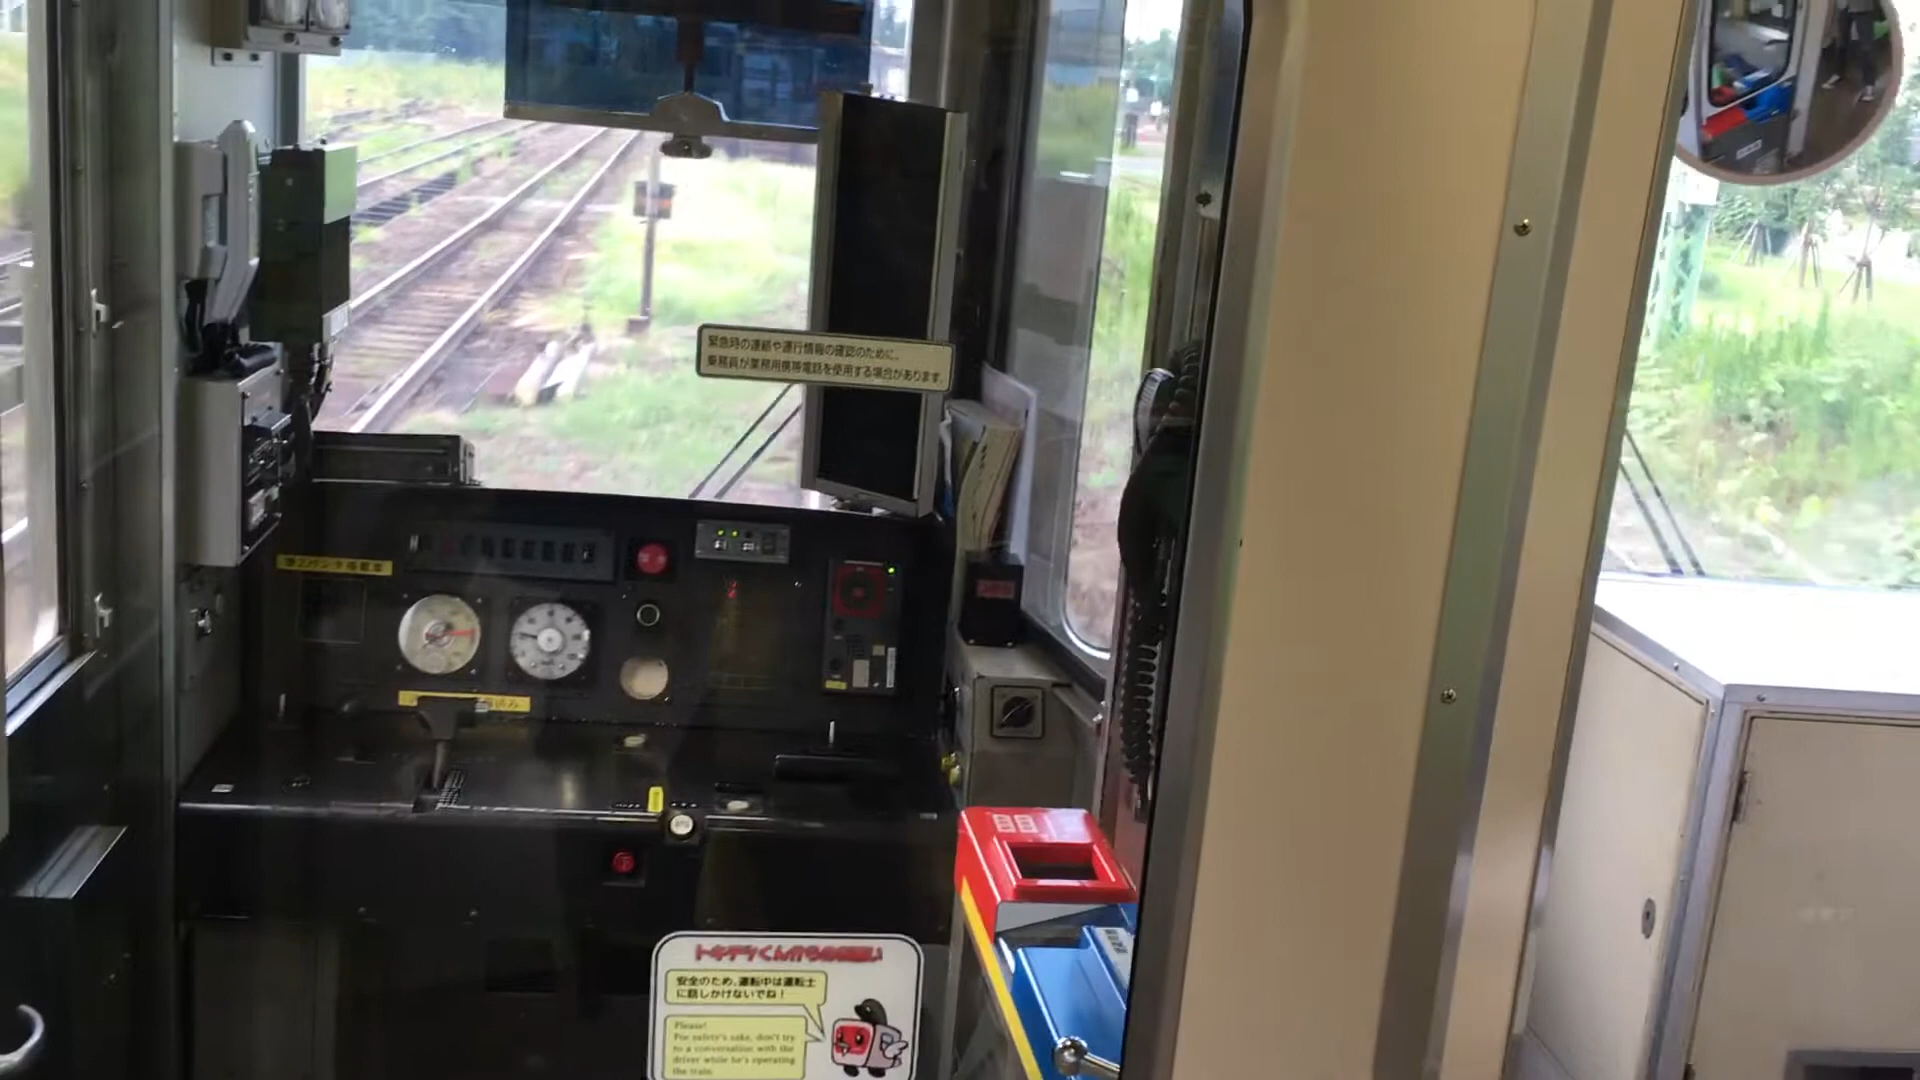 緊急時の連絡や運行情報の確認のために、
乗務員が業務用携帯電話を使用する場合があります。
トキテツくんからのお願い
安全のため、運転中は運転士
に話しかけないでね！
Please!
For safety's sake, don't try
to a conversation with the
driver while he's operating
the train.